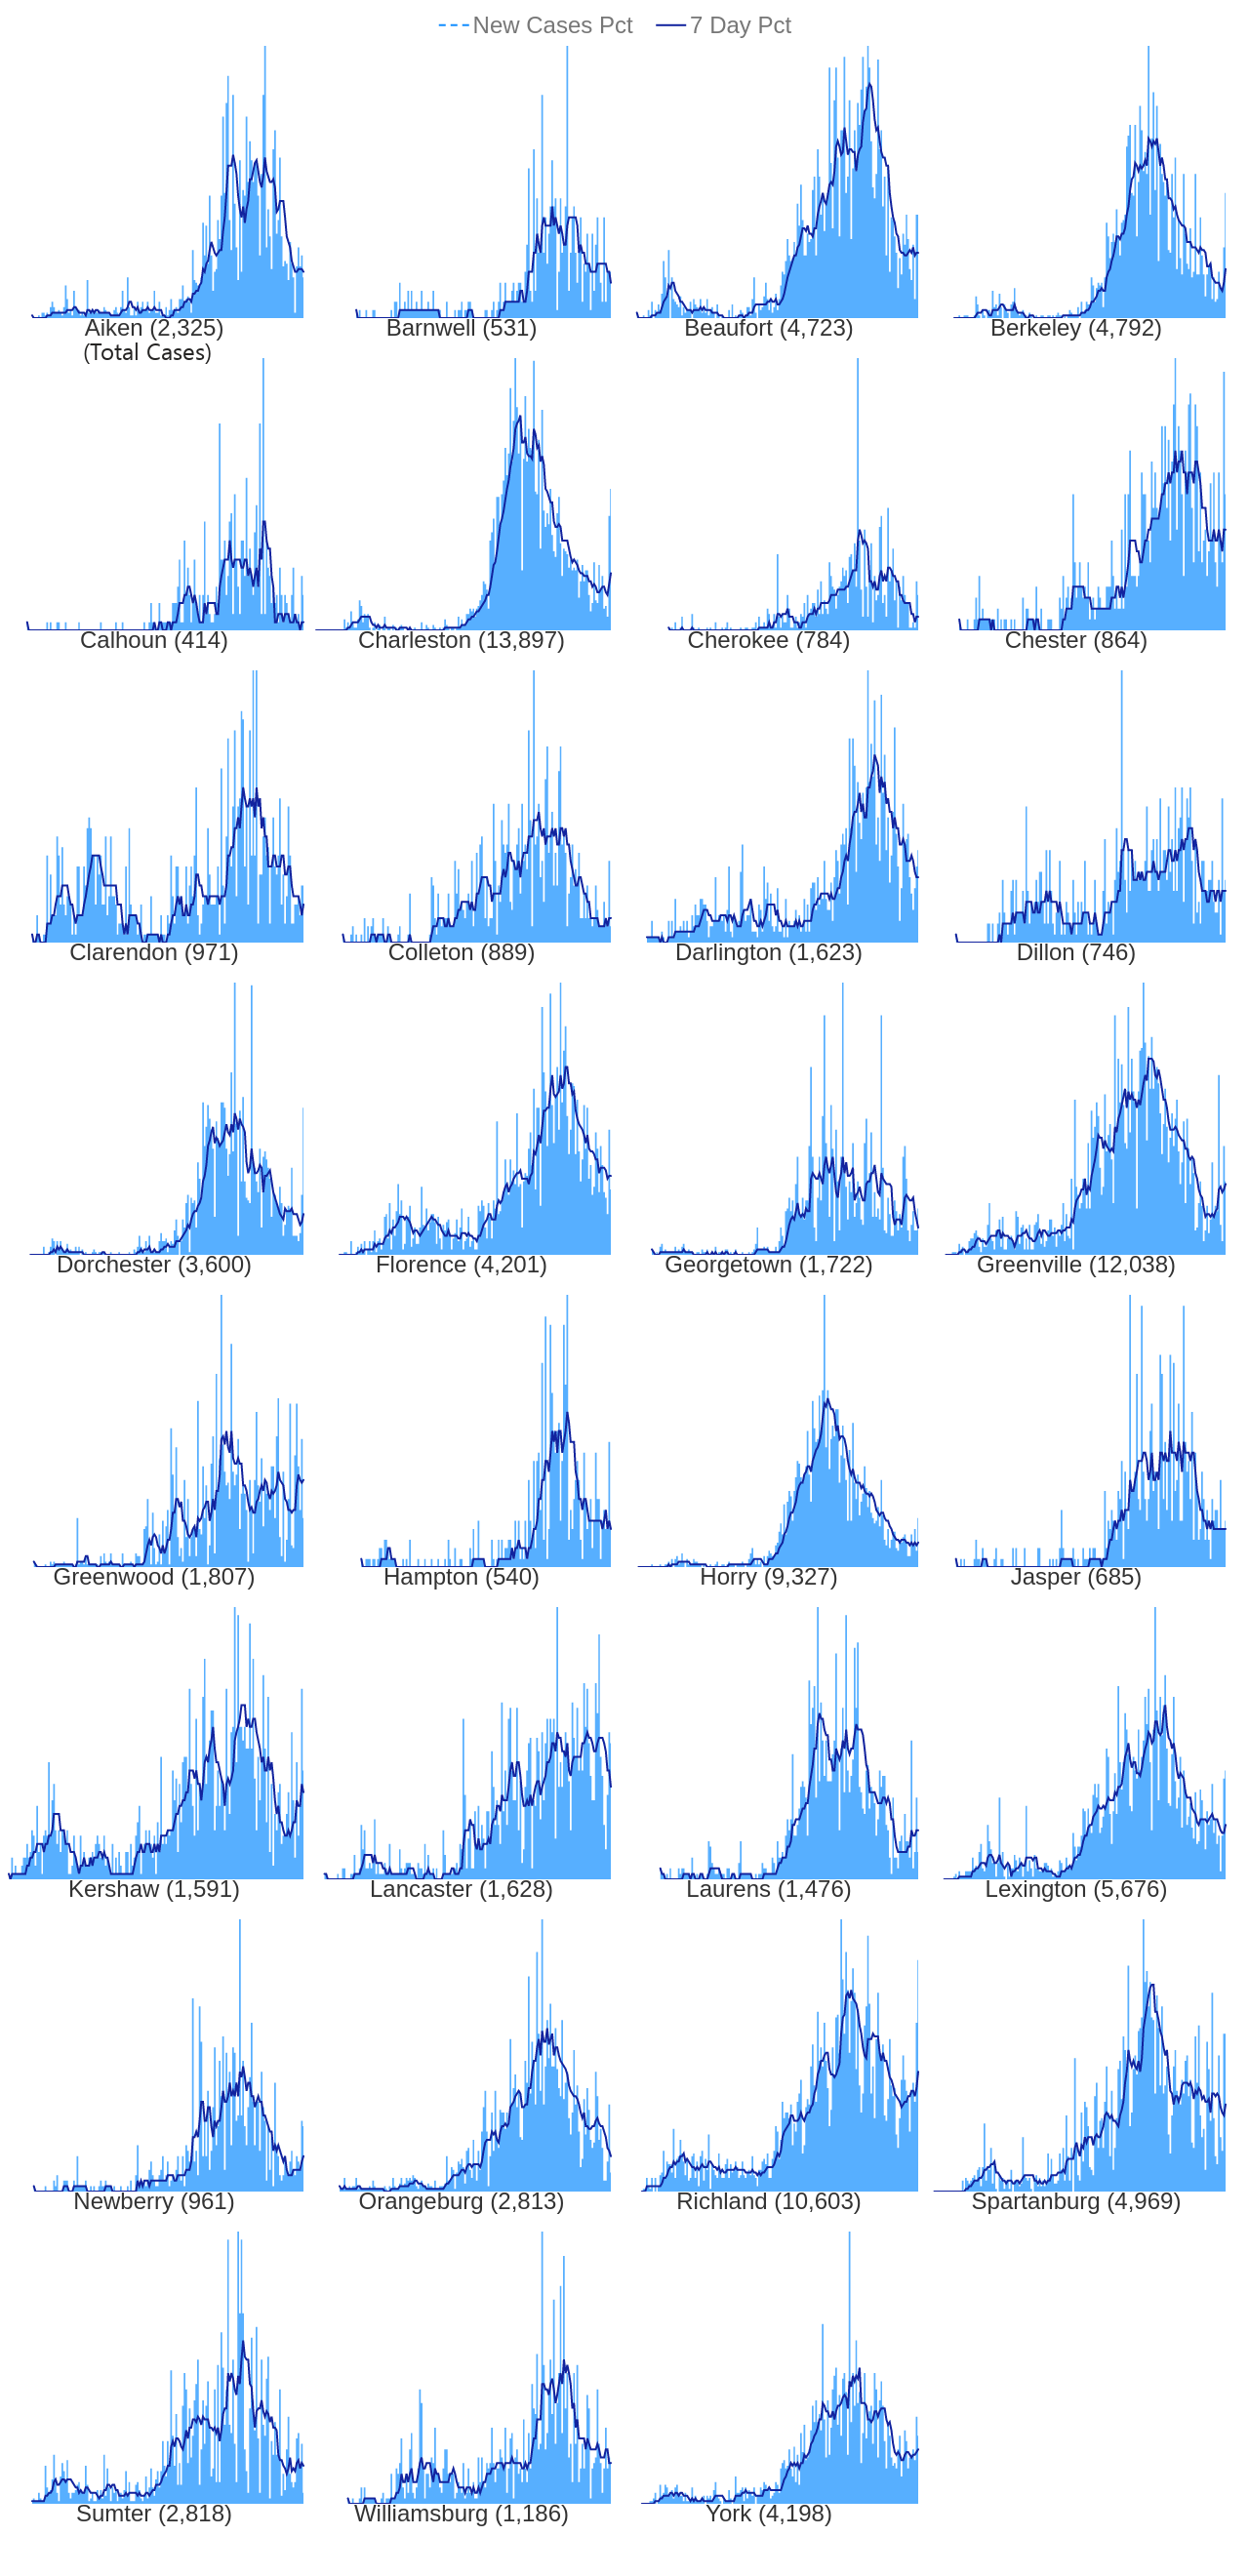 New Cases Pct 7 Day Pct
Aiken (2,325) Barnwell (531) Beaufort (4,723) Berkeley (4,792)
(Total Cases)
Calhoun (414) Charleston (13,897) Cherokee (784) Chester (864)
Clarendon (971) Colleton (889) Darlington (1,623) Dillon (746)
Dorchester (3,600) Florence (4,201) Georgetown (1,722) Greenville (12,038)
Greenwood (1,807) Hampton (540) Horry (9,327) Jasper (685)
Kershaw (1,591) Lancaster (1,628) Laurens (1,476) Lexington (5,676)
Newberry (961) Orangeburg (2,813) Richland (10,603) Spartanburg (4,969)
Sumter (2,818) Williamsburg (1,186) York (4,198)